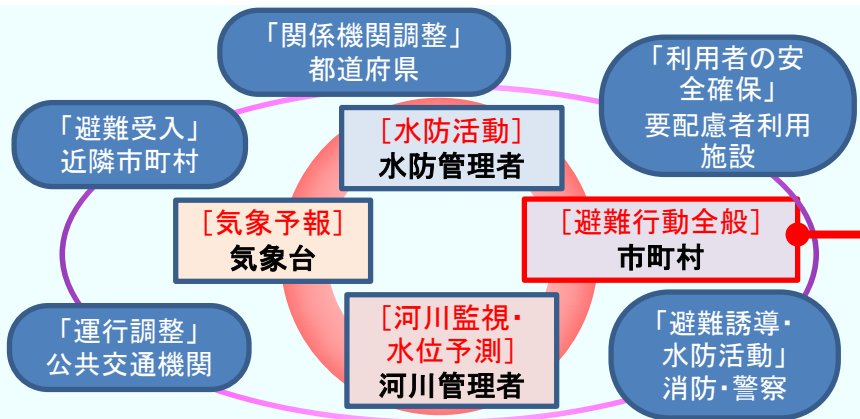 「関係機関調整」
都道府県
「利用者の安
全確保」
要配慮者利用
施設
「避難受入」
近隣市町村
[水防活動]
水防管理者
[気象予報]
気象台
[避難行動全般]
市町村
[河川監視・
水位予測]
河川管理者
「運行調整」
公共交通機関
「避難誘導・
水防活動」
消防・警察